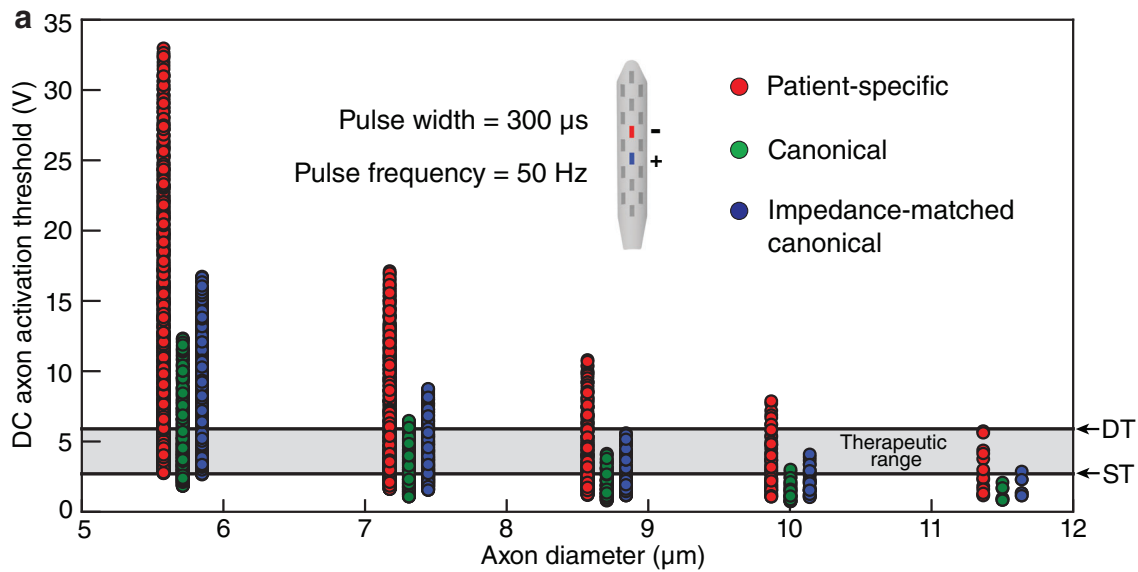 a
DC axon activation threshold (V)
35
30
25
20
15
10
5
0
Pulse width = 300 µs
Pulse frequency = 50 Hz
-
+
Patient-specific
Canonical
Impedance-matched
canonical
Therapeutic
range
DT
ST
5 6 7 8 9 10 11 12
Axon diameter (µm)